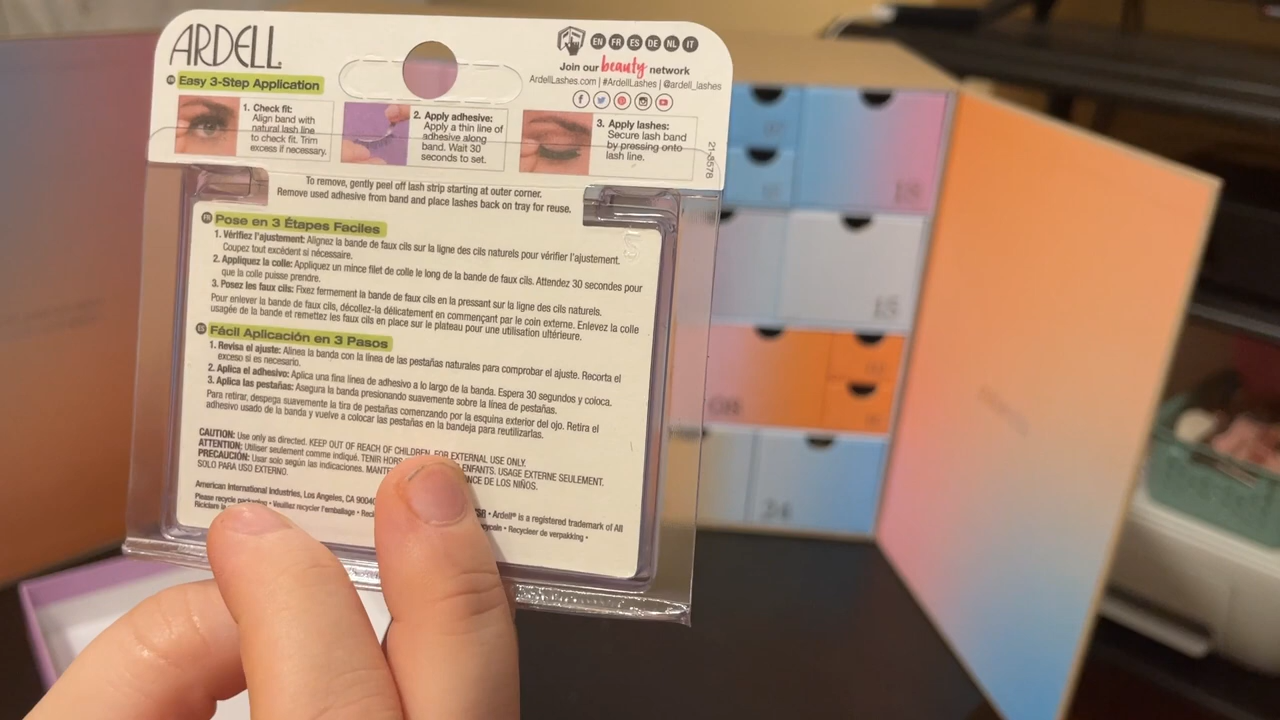 ARDELL
EN FR ES DE NL IT
Join our beauty network
ArdellLashes.com | #ArdellLashes | @ardell_lashes
EN Easy 3-Step Application
1. Check fit:
Align band with
natural lash line
to check fit. Trim
excess if necessary.
2. Apply adhesive:
Apply a thin line of
adhesive along
band. Wait 30
seconds to set.
3. Apply lashes:
Secure lash band
by pressing onto
lash line.
21-3578
To remove, gently peel off lash strip starting at outer corner.
Remove used adhesive from band and place lashes back on tray for reuse.
FR Pose en 3 Étapes Faciles
1. Vérifiez l'ajustement: Alignez la bande de faux cils sur la ligne des cils naturels pour vérifier l'ajustement.
Coupez tout excédent si nécessaire.
2. Appliquez la colle: Appliquez un mince filet de colle le long de la bande de faux cils. Attendez 30 secondes pour
que la colle puisse prendre.
3. Posez les faux cils: Fixez fermement la bande de faux cils en la pressant sur la ligne des cils naturels.
Pour enlever la bande de faux cils, décollez-la délicatement en commençant par le coin externe. Enlevez la colle
usagée de la bande et remettez les faux cils en place sur le plateau pour une utilisation ultérieure.
ES Fácil Aplicación en 3 Pasos
1. Revisa el ajuste: Alinea la banda con la línea de las pestañas naturales para comprobar el ajuste. Recorta el
exceso si es necesario.
2. Aplica el adhesivo: Aplica una fina línea de adhesivo a lo largo de la banda. Espera 30 segundos y coloca.
3. Aplica las pestañas: Asegura la banda presionando suavemente sobre la línea de pestañas.
Para retirar, despega suavemente la tira de pestañas comenzando por la esquina exterior del ojo. Retira el
adhesivo usado de la banda y vuelve a colocar las pestañas en la bandeja para reutilizarlas.
CAUTION: Use only as directed. KEEP OUT OF REACH OF CHILDREN. FOR EXTERNAL USE ONLY.
ATTENTION: Utiliser seulement comme indiqué. TENIR HORS ENFANTS. USAGE EXTERNE SEULEMENT.
PRECAUCIÓN: Usar solo según las indicaciones. DE LOS NIÑOS.
SOLO PARA USO EXTERNO.
American International Industries, Los Angeles, CA 90040 • Ardell® is a registered trademark of AII
Please recycle packaging • Veuillez recycler l'emballage • Recycleer de verpakking •
15
24